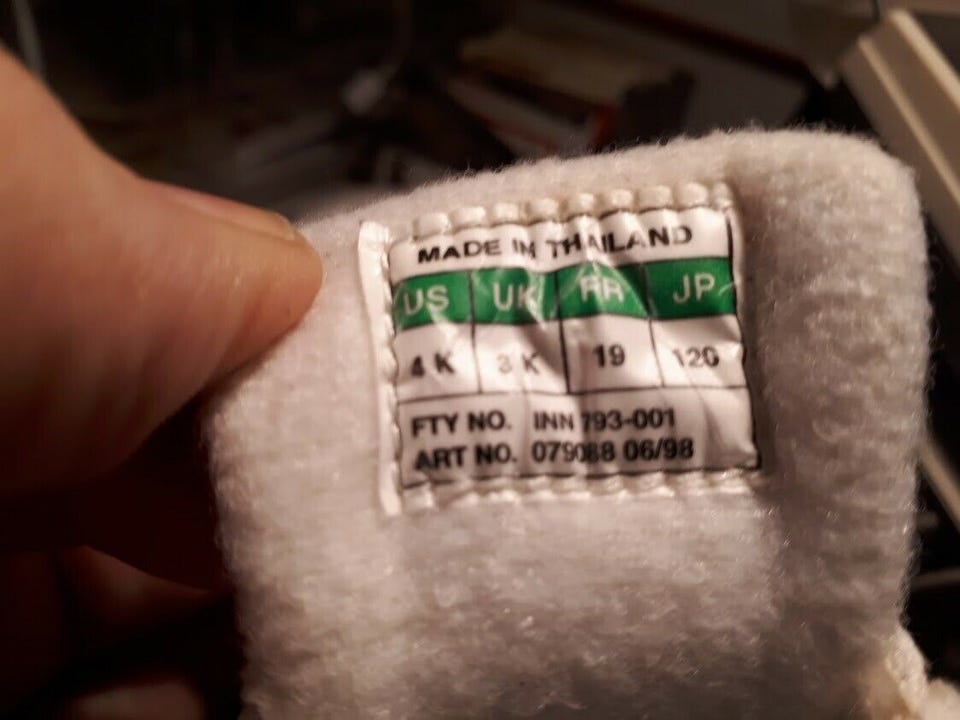 MADE IN THAILAND
US UK FR JP
4 K 3 K 19 120
FTY NO. INN 793-001
ART NO. 079088 06/98